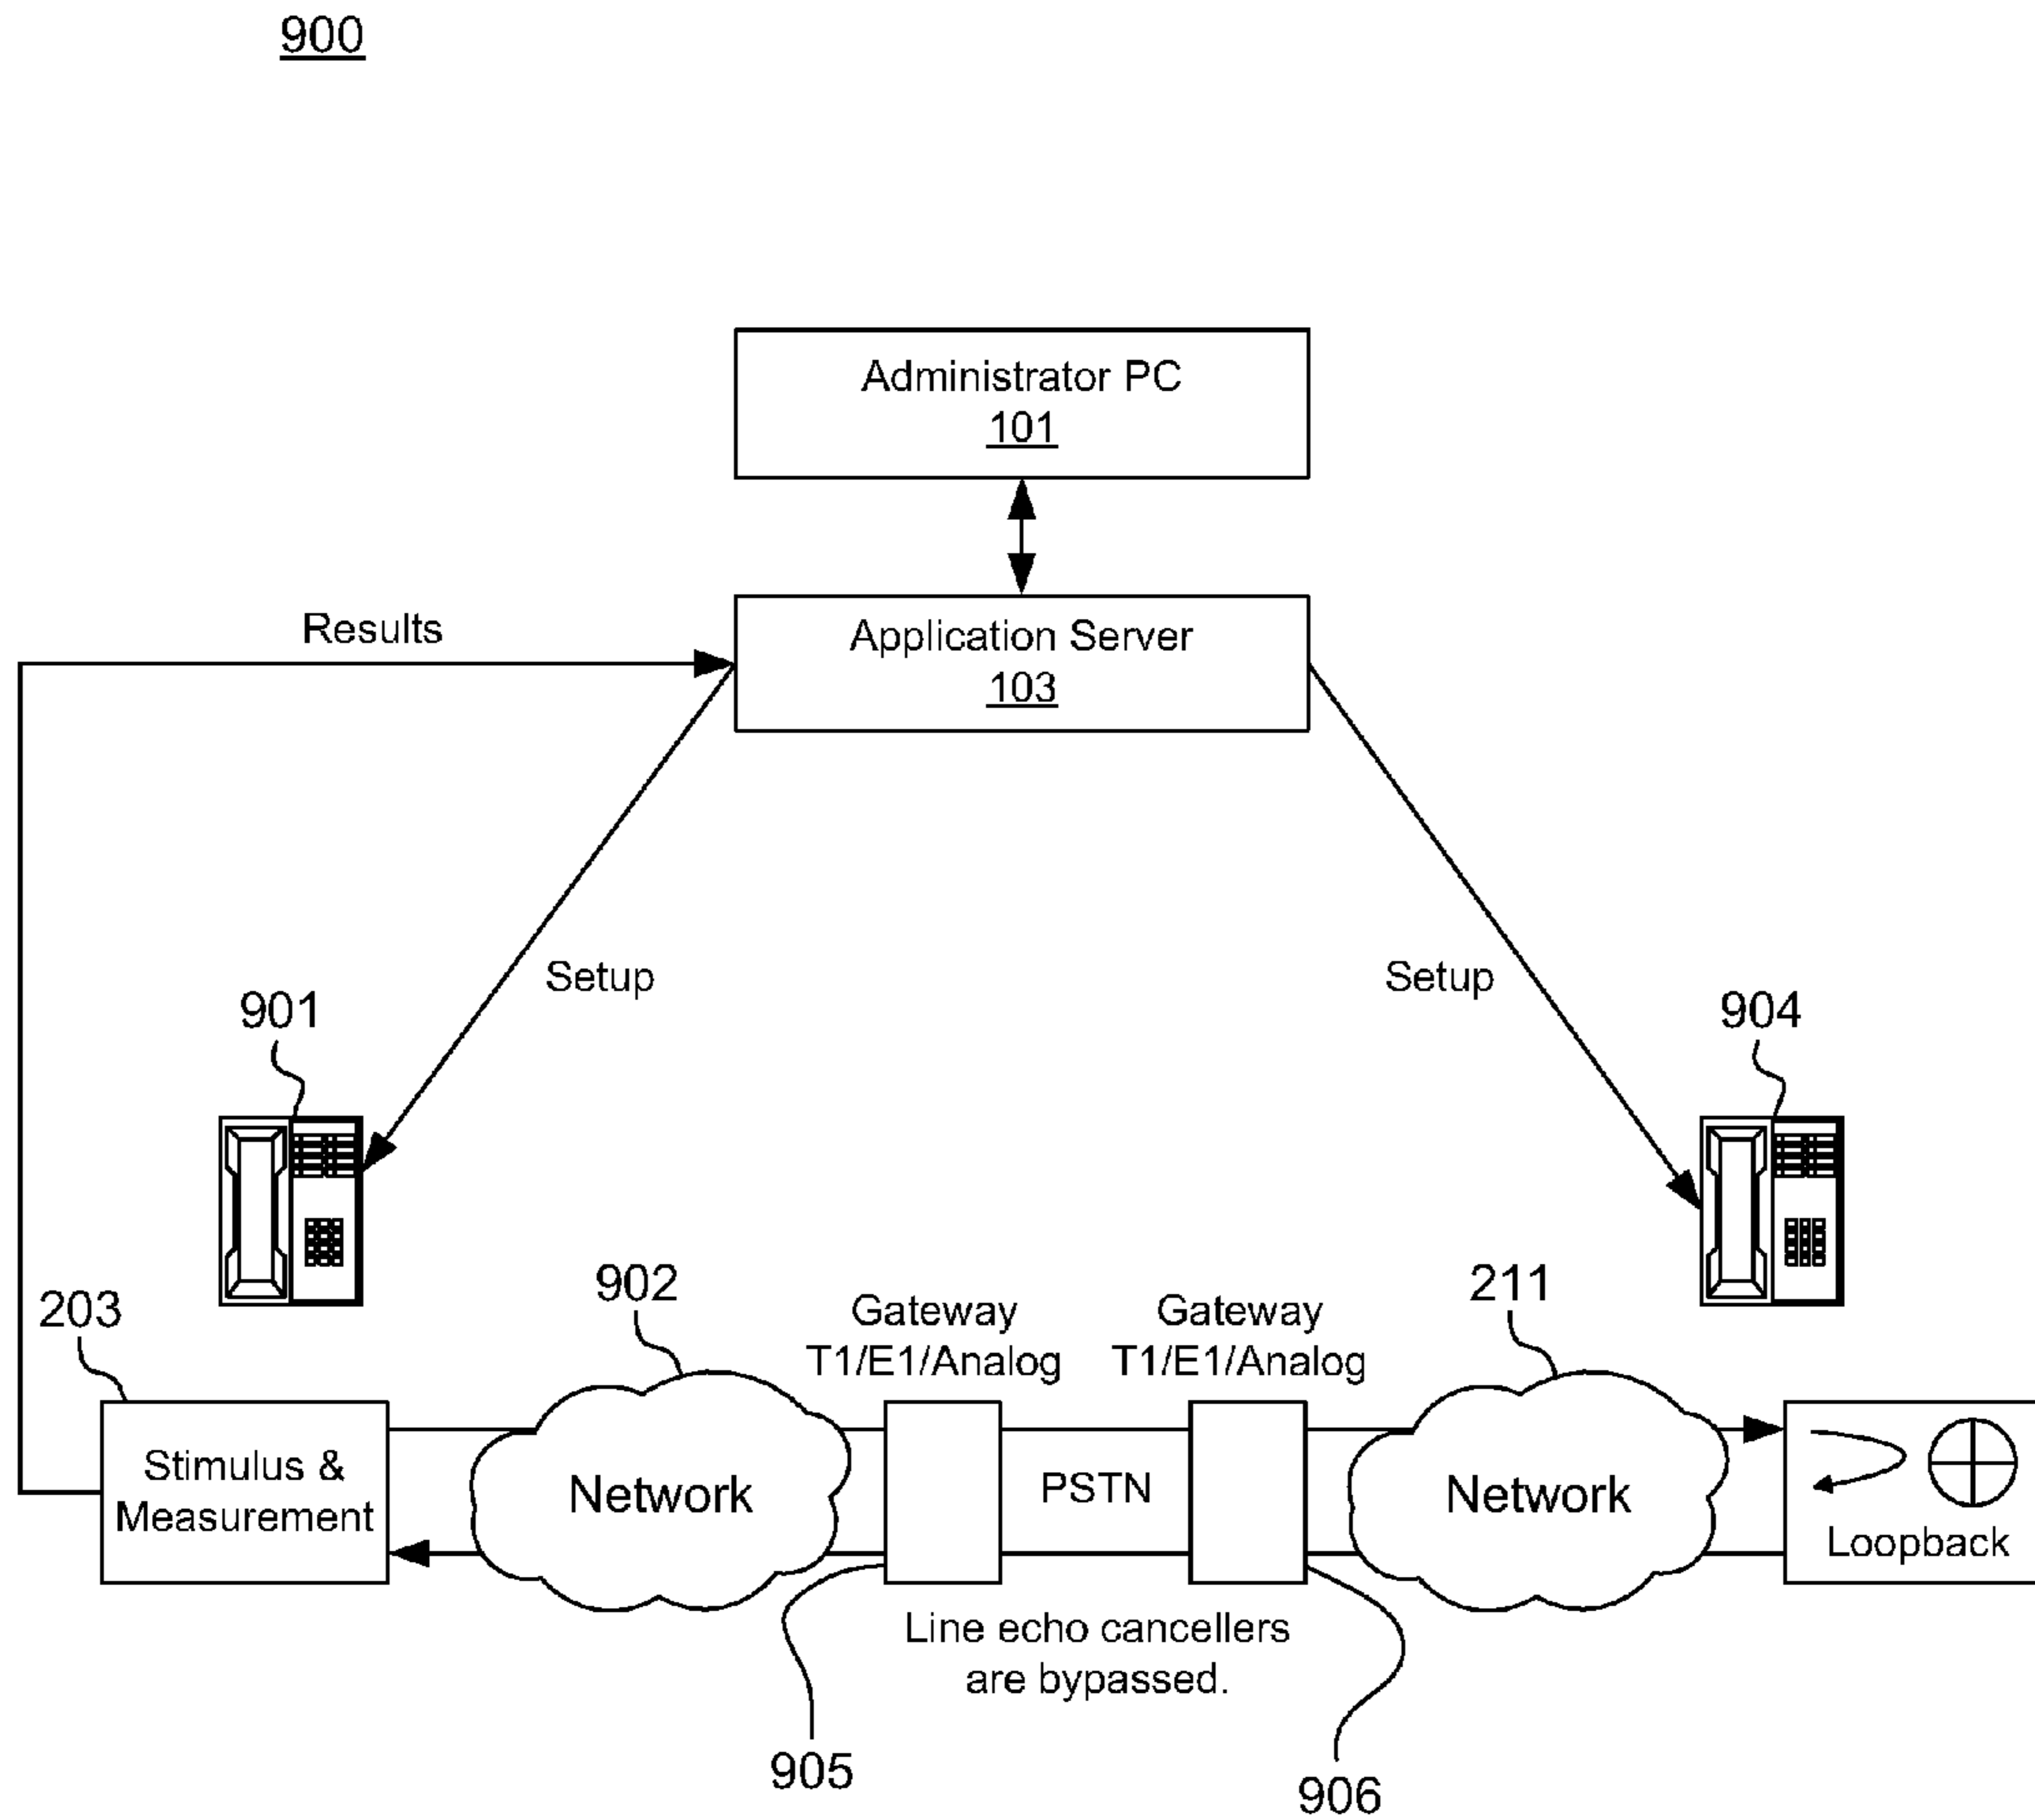 900
Administrator PC
101
Results
Application Server
103
Setup
Setup
901
904
203
902
Gateway
T1/E1/Analog
Gateway
T1/E1/Analog
211
Stimulus &
Measurement
Network
PSTN
Network
Loopback
Line echo cancellers
are bypassed.
905
906